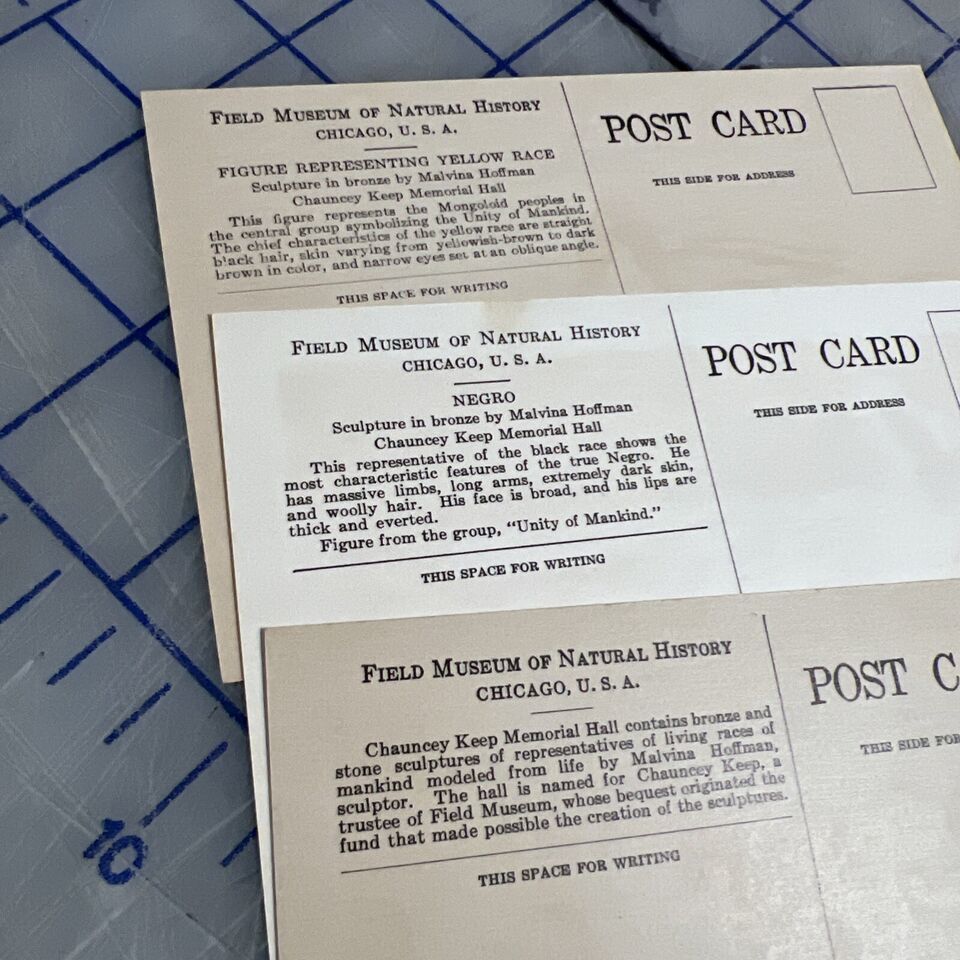 FIELD MUSEUM OF NATURAL HISTORY
CHICAGO, U. S. A.
FIGURE REPRESENTING YELLOW RACE
Sculpture in bronze by Malvina Hoffman
Chauncey Keep Memorial Hall
This figure represents the Mongoloid peoples in
the central group symbolizing the Unity of Mankind.
The chief characteristics of the yellow race are straight
black hair, skin varying from yellowish-brown to dark
brown in color, and narrow eyes set at an oblique angle.
THIS SPACE FOR WRITING
POST CARD
THIS SIDE FOR ADDRESS
FIELD MUSEUM OF NATURAL HISTORY
CHICAGO, U. S. A.
NEGRO
Sculpture in bronze by Malvina Hoffman
Chauncey Keep Memorial Hall
This representative of the black race shows the
most characteristic features of the true Negro. He
has massive limbs, long arms, extremely dark skin,
and woolly hair. His face is broad, and his lips are
thick and everted.
Figure from the group, "Unity of Mankind."
THIS SPACE FOR WRITING
POST CARD
THIS SIDE FOR ADDRESS
FIELD MUSEUM OF NATURAL HISTORY
CHICAGO, U. S. A.
Chauncey Keep Memorial Hall contains bronze and
stone sculptures of representatives of living races of
mankind modeled from life by Malvina Hoffman,
sculptor. The hall is named for Chauncey Keep, a
trustee of Field Museum, whose bequest originated the
fund that made possible the creation of the sculptures.
THIS SPACE FOR WRITING
POST C
THIS SIDE FOR
10